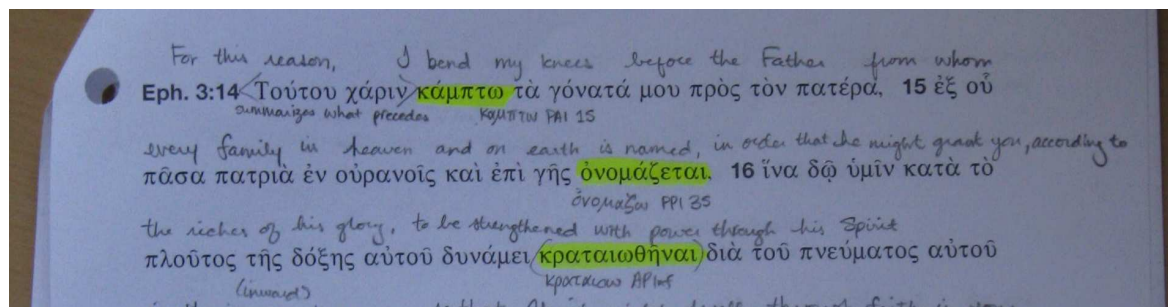 For this reason, I bend my knees before the Father from whom
Eph. 3:14 Τούτου χάριν κάμπτω τὰ γόνατά μου πρὸς τὸν πατέρα, 15 ἐξ οὗ
summarizes what precedes καμπτω PAI 1S
every family in heaven and on earth is named, in order that he might grant you, according to
πᾶσα πατριὰ ἐν οὐρανοῖς καὶ ἐπὶ γῆς ὀνομάζεται, 16 ἵνα δῷ ὑμῖν κατὰ τὸ
ὀνομαζω PPI 3S
the riches of his glory, to be strengthened with power through his Spirit
πλοῦτος τῆς δόξης αὐτοῦ δυνάμει κραταιωθῆναι διὰ τοῦ πνεύματος αὐτοῦ
(inward) κραταιοω APInf